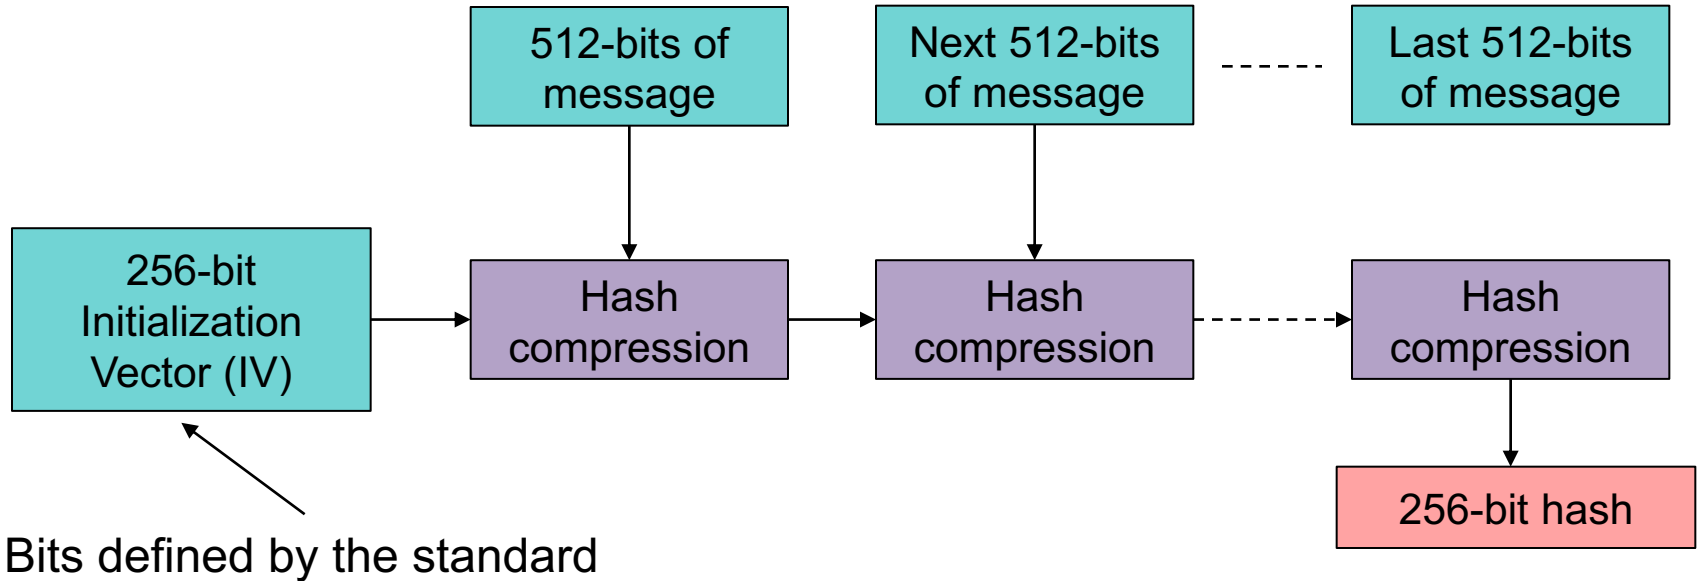 512-bits of
message
Next 512-bits
of message
Last 512-bits
of message
256-bit
Initialization
Vector (IV)
Hash
compression
Hash
compression
Hash
compression
256-bit hash
Bits defined by the standard